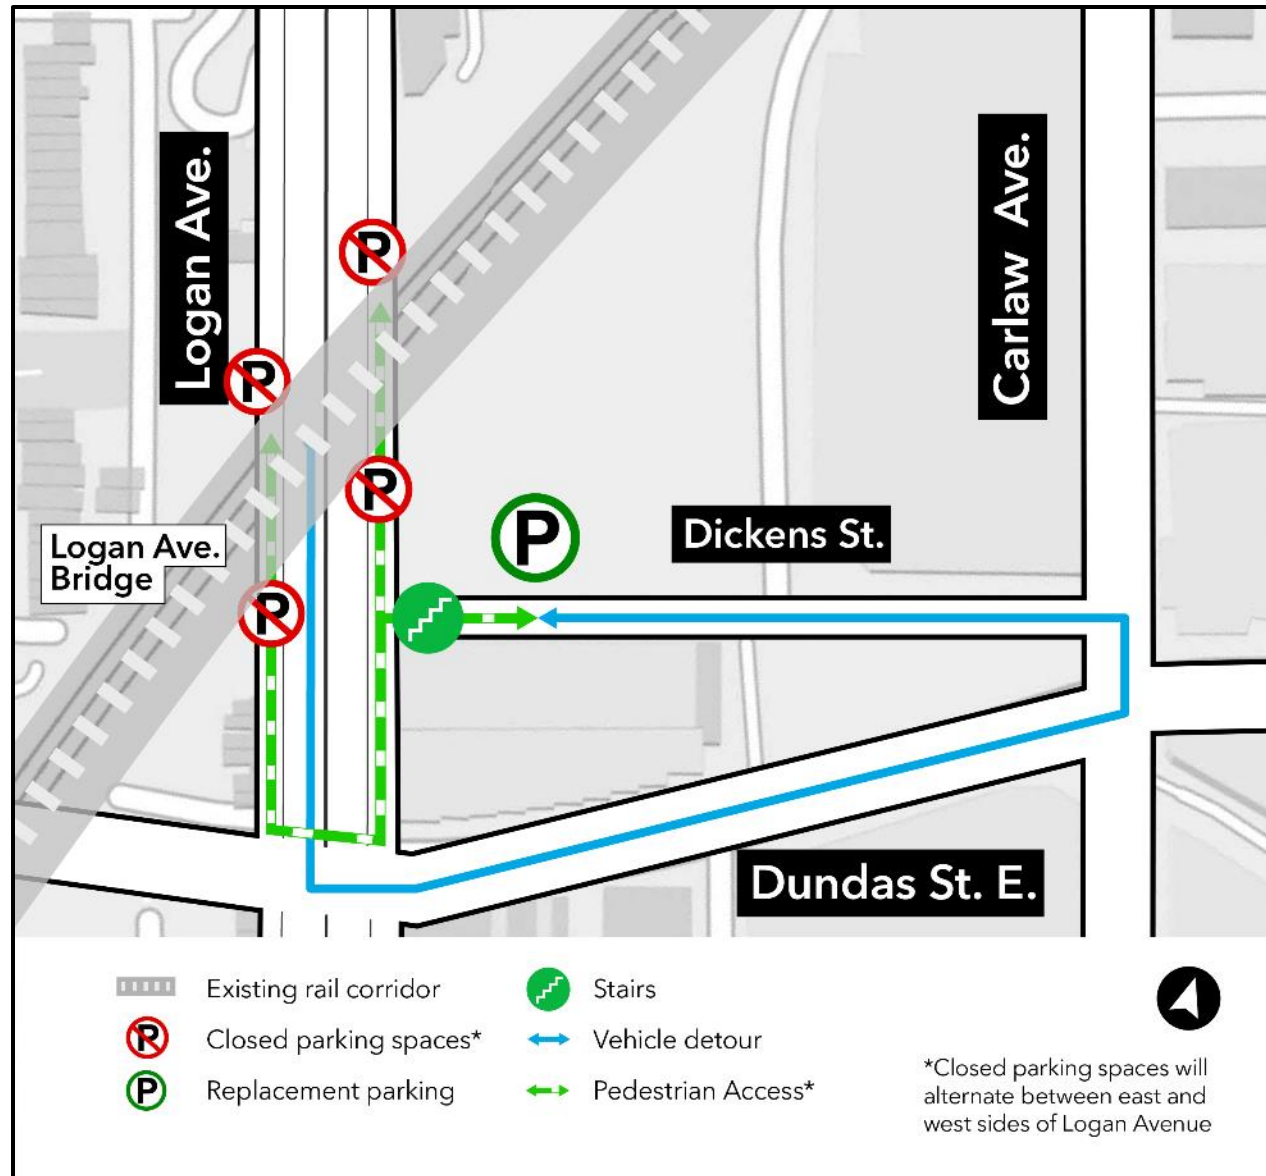 Logan Ave.
Carlaw Ave.
P
P
P
P
P
Dickens St.
Logan Ave.
Bridge
Dundas St. E.
Existing rail corridor
Stairs
P
Closed parking spaces*
Vehicle detour
P
Replacement parking
Pedestrian Access*
*Closed parking spaces will
alternate between east and
west sides of Logan Avenue